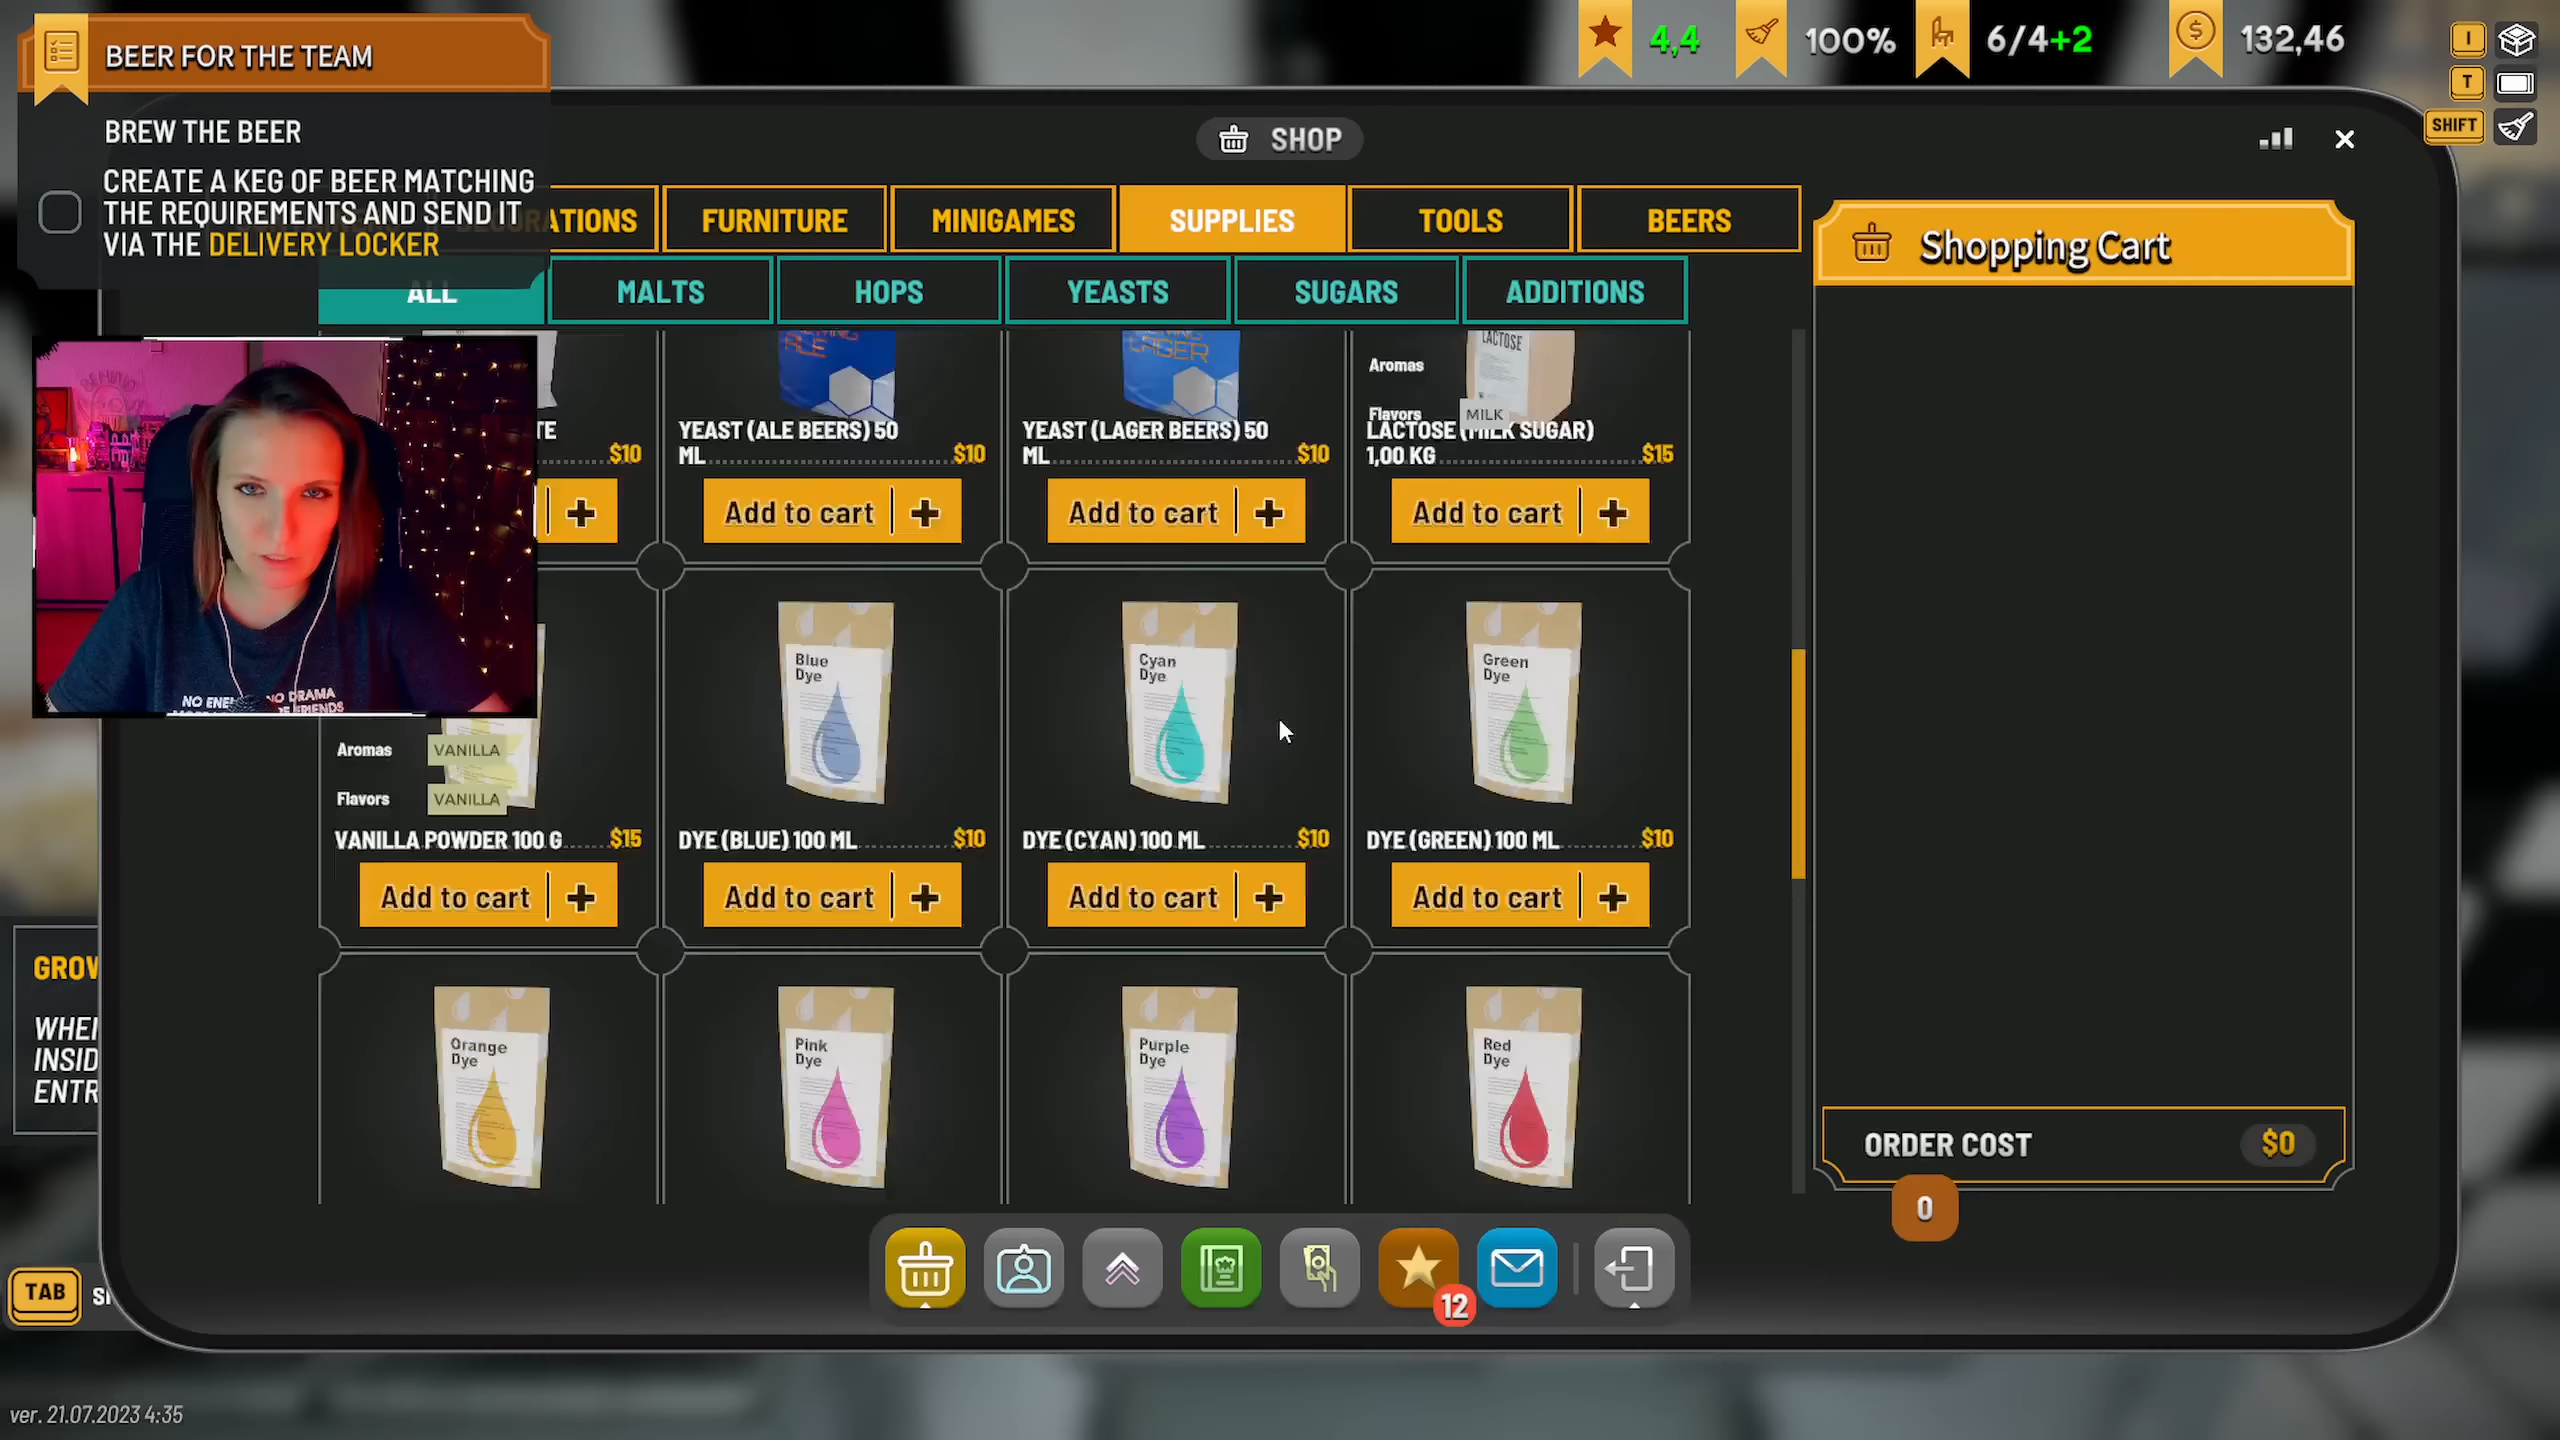 BEER FOR THE TEAM
BREW THE BEER
CREATE A KEG OF BEER MATCHING
THE REQUIREMENTS AND SEND IT
VIA THE DELIVERY LOCKER
4,4
100%
6/4+2
132,46
I
T
SHIFT
SHOP
FURNITURE
MINIGAMES
SUPPLIES
TOOLS
BEERS
ALL
MALTS
HOPS
YEASTS
SUGARS
ADDITIONS
Shopping Cart
ALE
LAGER
LACTOSE
Aromas
Flavors
MILK
$10
YEAST (ALE BEERS) 50
ML
$10
YEAST (LAGER BEERS) 50
ML
$10
LACTOSE (MILK SUGAR)
1,00 KG
$15
Add to cart
Add to cart
Add to cart
Blue
Dye
Cyan
Dye
Green
Dye
Aromas
VANILLA
Flavors
VANILLA
VANILLA POWDER 100 G
$15
DYE (BLUE) 100 ML
$10
DYE (CYAN) 100 ML
$10
DYE (GREEN) 100 ML
$10
Add to cart
Add to cart
Add to cart
Add to cart
Orange
Dye
Pink
Dye
Purple
Dye
Red
Dye
ORDER COST
$0
0
12
TAB
ver. 21.07.2023 4:35